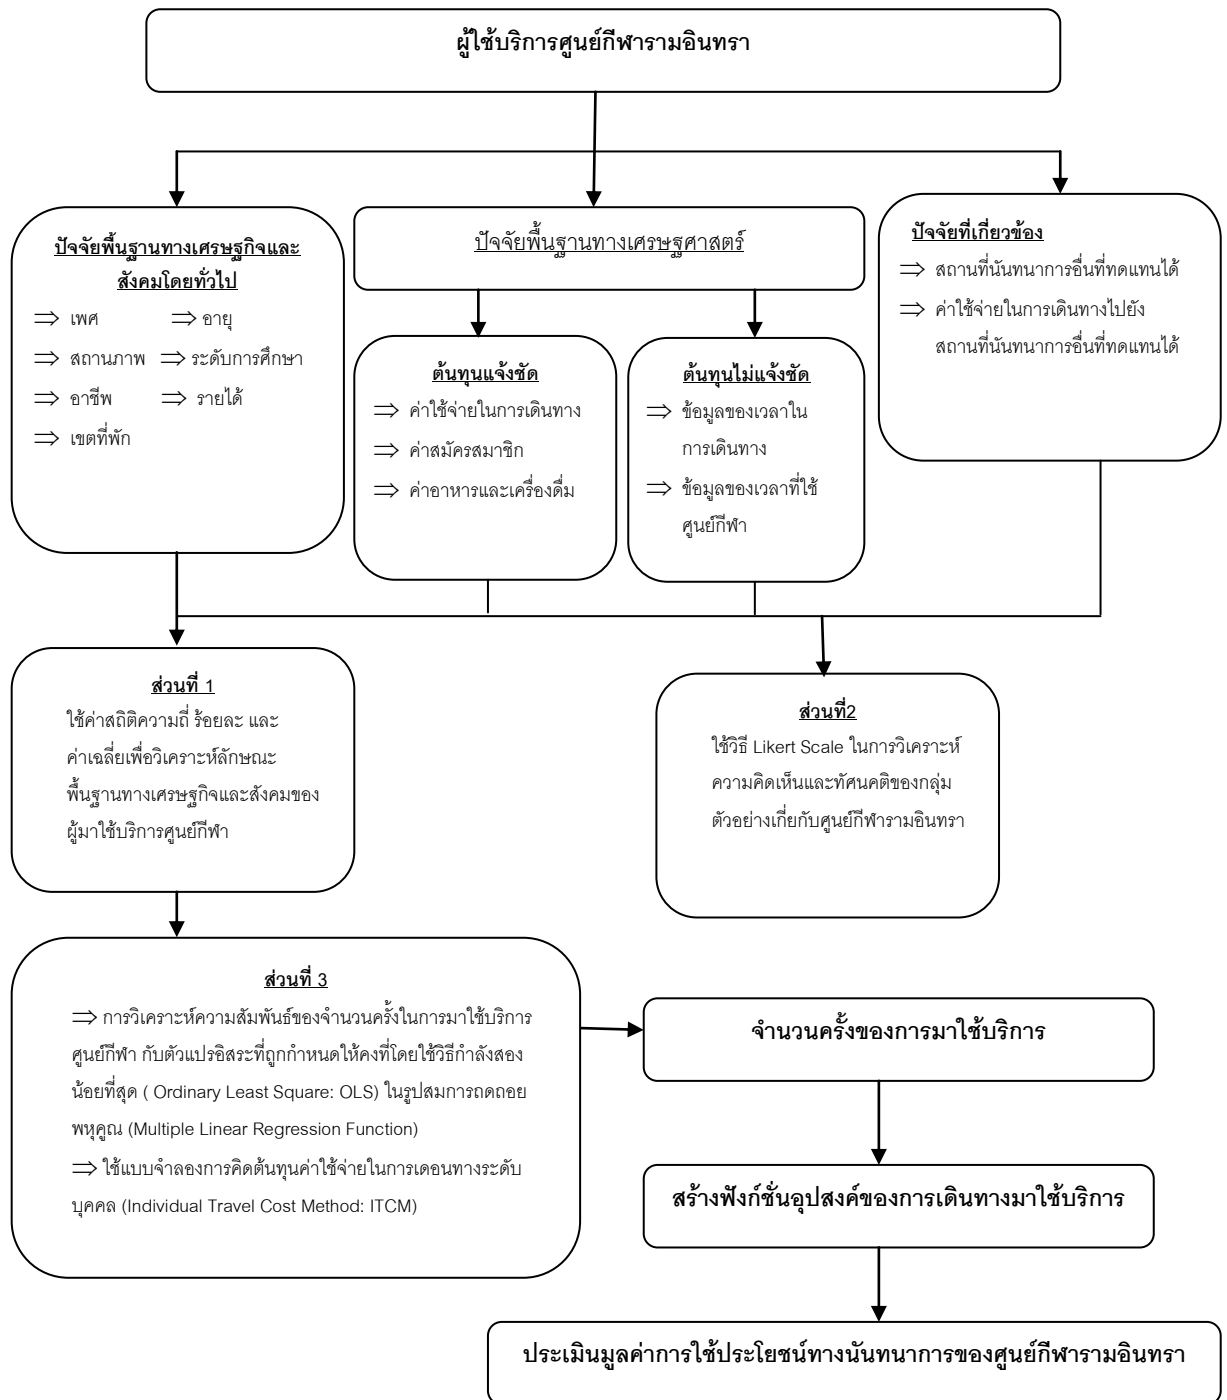 ผู้ใช้บริการศูนย์กีฬารามอินทรา
ปัจจัยพื้นฐานทางเศรษฐกิจและ
สังคมโดยทั่วไป
⇒ เพศ ⇒ อายุ
⇒ สถานภาพ ⇒ ระดับการศึกษา
⇒ อาชีพ ⇒ รายได้
⇒ เขตที่พัก
ปัจจัยพื้นฐานทางเศรษฐศาสตร์
ต้นทุนแจ้งชัด
⇒ ค่าใช้จ่ายในการเดินทาง
⇒ ค่าสมัครสมาชิก
⇒ ค่าอาหารและเครื่องดื่ม
ต้นทุนไม่แจ้งชัด
⇒ ข้อมูลของเวลาใน
การเดินทาง
⇒ ข้อมูลของเวลาที่ใช้
ศูนย์กีฬา
ปัจจัยที่เกี่ยวข้อง
⇒ สถานที่นันทนาการอื่นที่ทดแทนได้
⇒ ค่าใช้จ่ายในการเดินทางไปยัง
สถานที่นันทนาการอื่นที่ทดแทนได้
ส่วนที่ 1
ใช้ค่าสถิติความถี่ ร้อยละ และ
ค่าเฉลี่ยเพื่อวิเคราะห์ลักษณะ
พื้นฐานทางเศรษฐกิจและสังคมของ
ผู้มาใช้บริการศูนย์กีฬา
ส่วนที่2
ใช้วิธี Likert Scale ในการวิเคราะห์
ความคิดเห็นและทัศนคติของกลุ่ม
ตัวอย่างเกี่ยกับศูนย์กีฬารามอินทรา
ส่วนที่ 3
⇒ การวิเคราะห์ความสัมพันธ์ของจำนวนครั้งในการมาใช้บริการ
ศูนย์กีฬา กับตัวแปรอิสระที่ถูกกำหนดให้คงที่โดยใช้วิธีกำลังสอง
น้อยที่สุด ( Ordinary Least Square: OLS) ในรูปสมการถดถอย
พหุคูณ (Multiple Linear Regression Function)
⇒ ใช้แบบจำลองการคิดต้นทุนค่าใช้จ่ายในการเดอนทางระดับ
บุคคล (Individual Travel Cost Method: ITCM)
จำนวนครั้งของการมาใช้บริการ
สร้างฟังก์ชั่นอุปสงค์ของการเดินทางมาใช้บริการ
ประเมินมูลค่าการใช้ประโยชน์ทางนันทนาการของศูนย์กีฬารามอินทรา